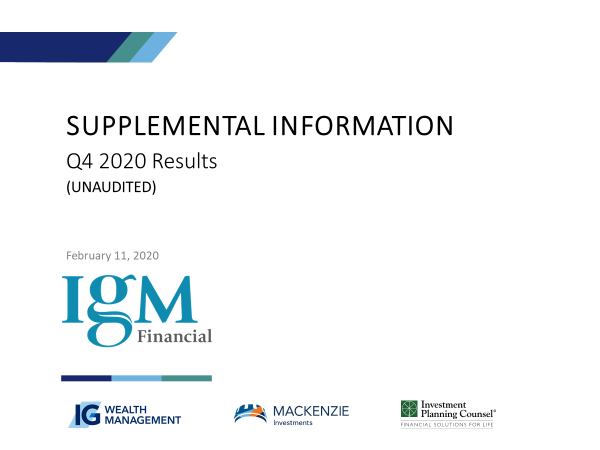 SUPPLEMENTAL INFORMATION
Q4 2020 Results
(UNAUDITED)
February 11, 2020
IGM
Financial
IG WEALTH
MANAGEMENT
MACKENZIE
Investments
Investment
Planning Counsel®
FINANCIAL SOLUTIONS FOR LIFE